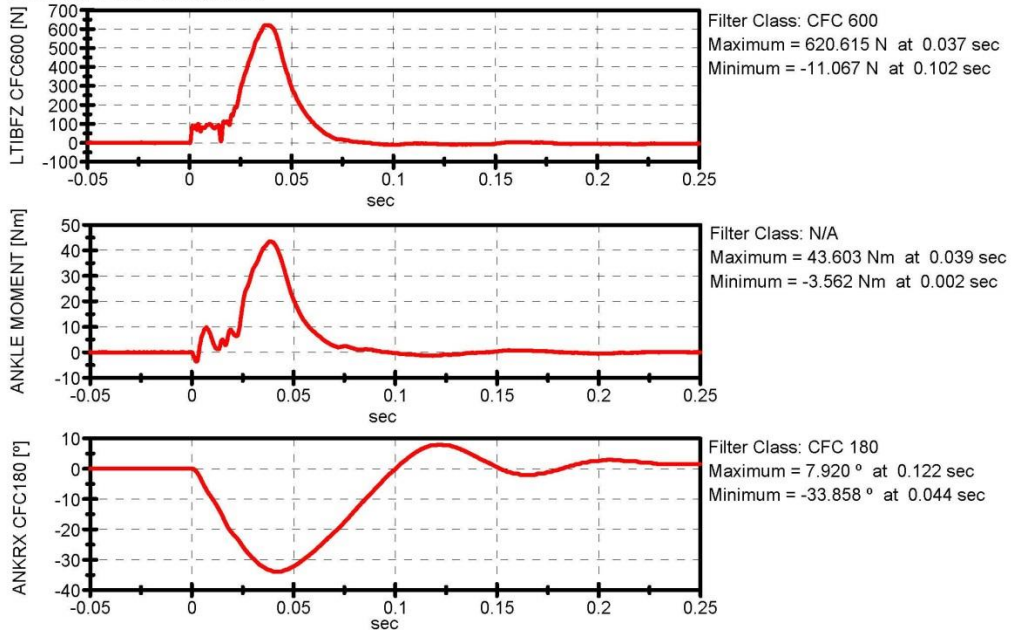 LTIBFZ CFC600 [N]
700
600
500
400
300
200
100
0
-100
-0.05 0 0.05 0.1 0.15 0.2 0.25
sec
Filter Class: CFC 600
Maximum = 620.615 N at 0.037 sec
Minimum = -11.067 N at 0.102 sec
ANKLE MOMENT [Nm]
50
40
30
20
10
0
-10
-0.05 0 0.05 0.1 0.15 0.2 0.25
sec
Filter Class: N/A
Maximum = 43.603 Nm at 0.039 sec
Minimum = -3.562 Nm at 0.002 sec
ANKRX CFC180 [º]
10
0
-10
-20
-30
-40
-0.05 0 0.05 0.1 0.15 0.2 0.25
sec
Filter Class: CFC 180
Maximum = 7.920 º at 0.122 sec
Minimum = -33.858 º at 0.044 sec